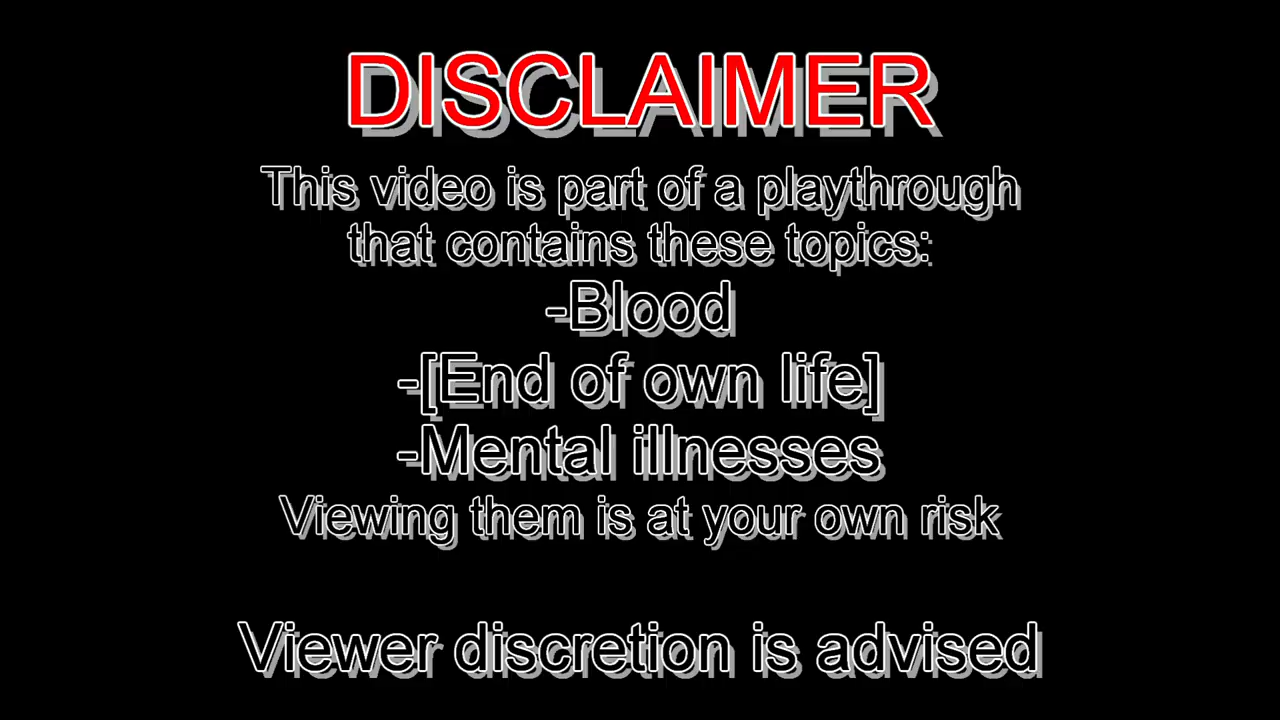 DISCLAIMER
This video is part of a playthrough
that contains these topics:
-Blood
-[End of own life]
-Mental illnesses
Viewing them is at your own risk
Viewer discretion is advised